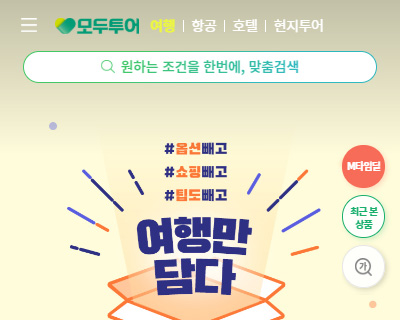 모두투어 여행 | 항공 | 호텔 | 현지투어
원하는 조건을 한번에, 맞춤검색
#옵션빼고
#쇼핑빼고
#팁도빼고
여행만
담다
M타임딜
최근 본
상품
가